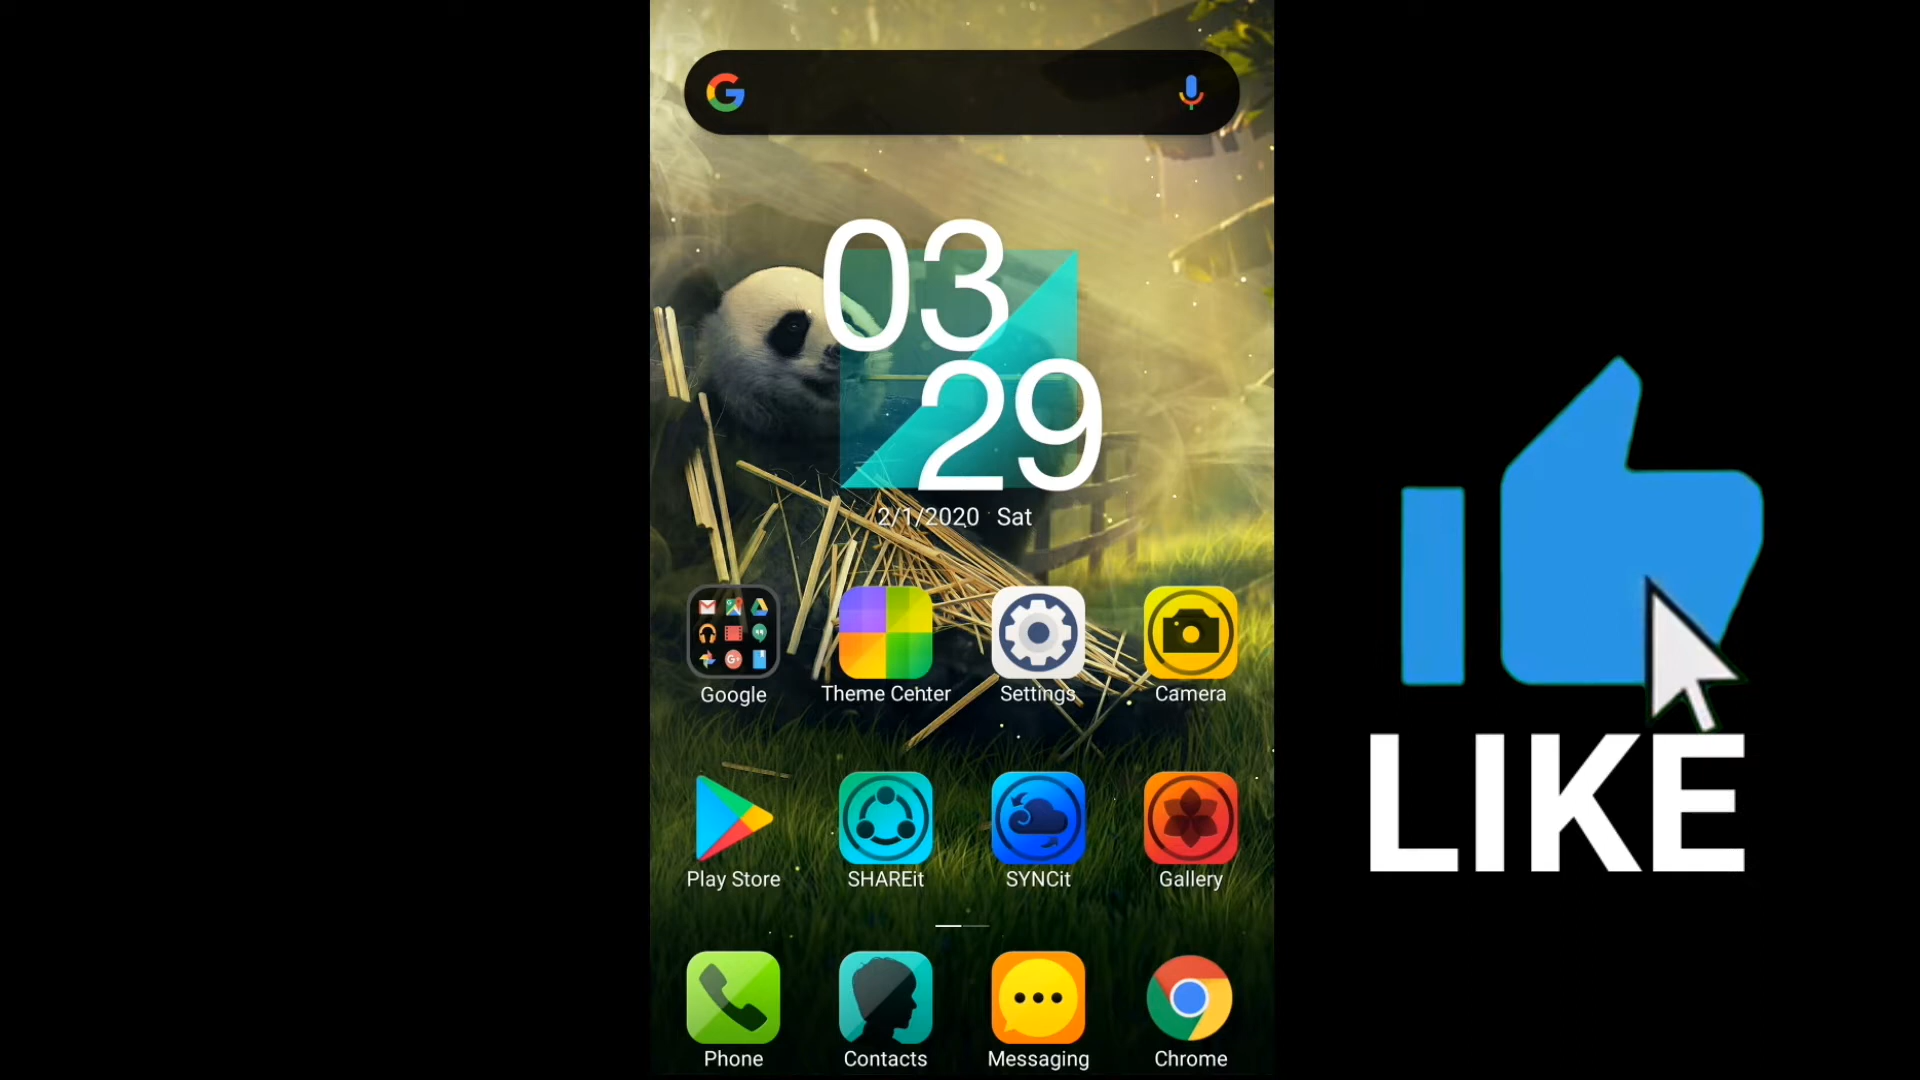 03
29
2/1/2020 Sat
Google
Theme Center
Settings
Camera
Play Store
SHAREit
SYNCit
Gallery
Phone
Contacts
Messaging
Chrome
LIKE